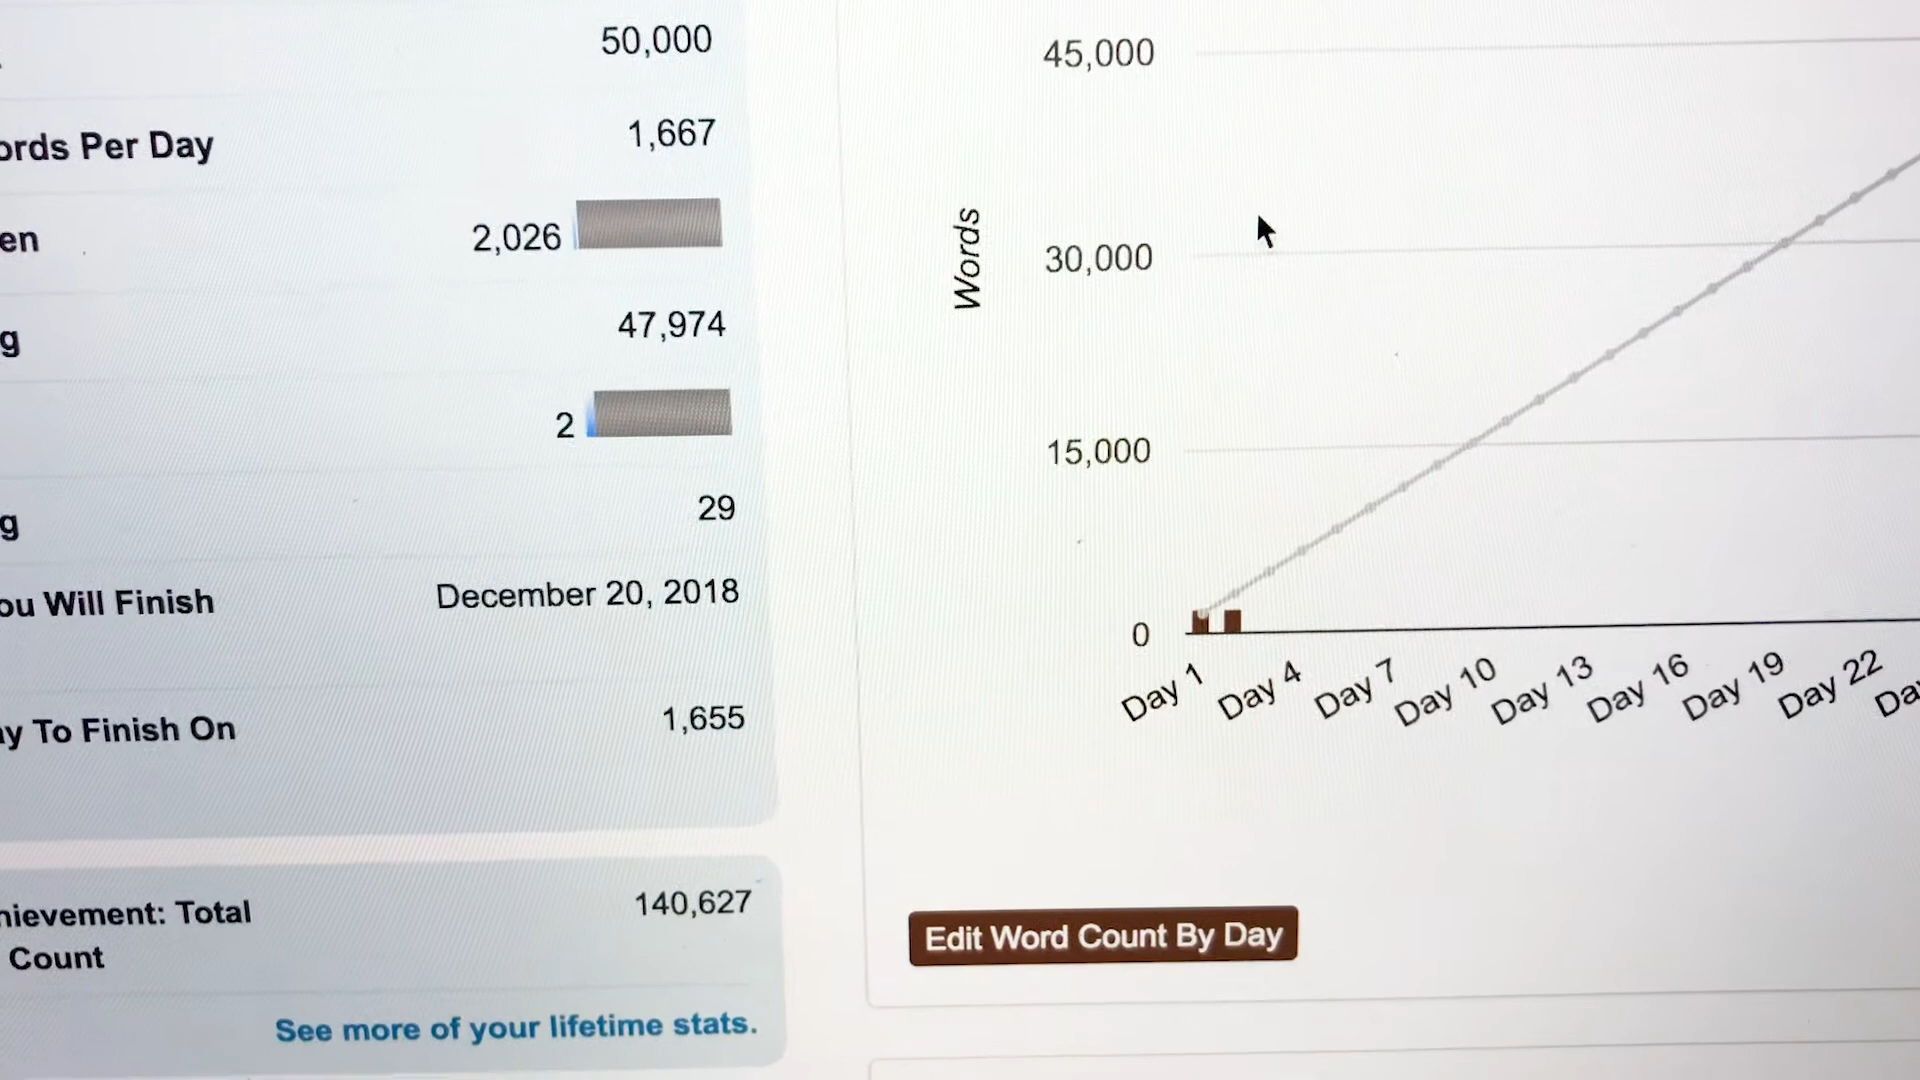 50,000
ords Per Day 1,667
en 2,026
g 47,974
2
g 29
ou Will Finish December 20, 2018
y To Finish On 1,655
hievement: Total 140,627
Count
See more of your lifetime stats.
Words
45,000
30,000
15,000
0
Day 1 Day 4 Day 7 Day 10 Day 13 Day 16 Day 19 Day 22 Da
Edit Word Count By Day